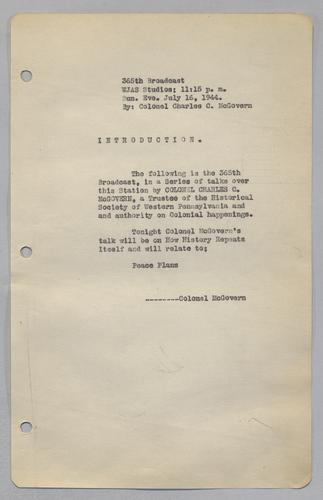 365th Broadcast
WJAS Studios; 11:15 p. m.
Sun. Eve. July 16, 1944.
By: Colonel Charles C. McGovern
I N T R O D U C T I O N .
The following is the 365th
Broadcast, in a Series of talks over
this Station by COLONEL CHARLES C.
McGOVERN, a Trustee of the Historical
Society of Western Pennsylvania and
and authority on Colonial happenings.
Tonight Colonel McGovern's
talk will be on How History Repeats
Itself and will relate to;
Peace Plans
--------Colonel McGovern